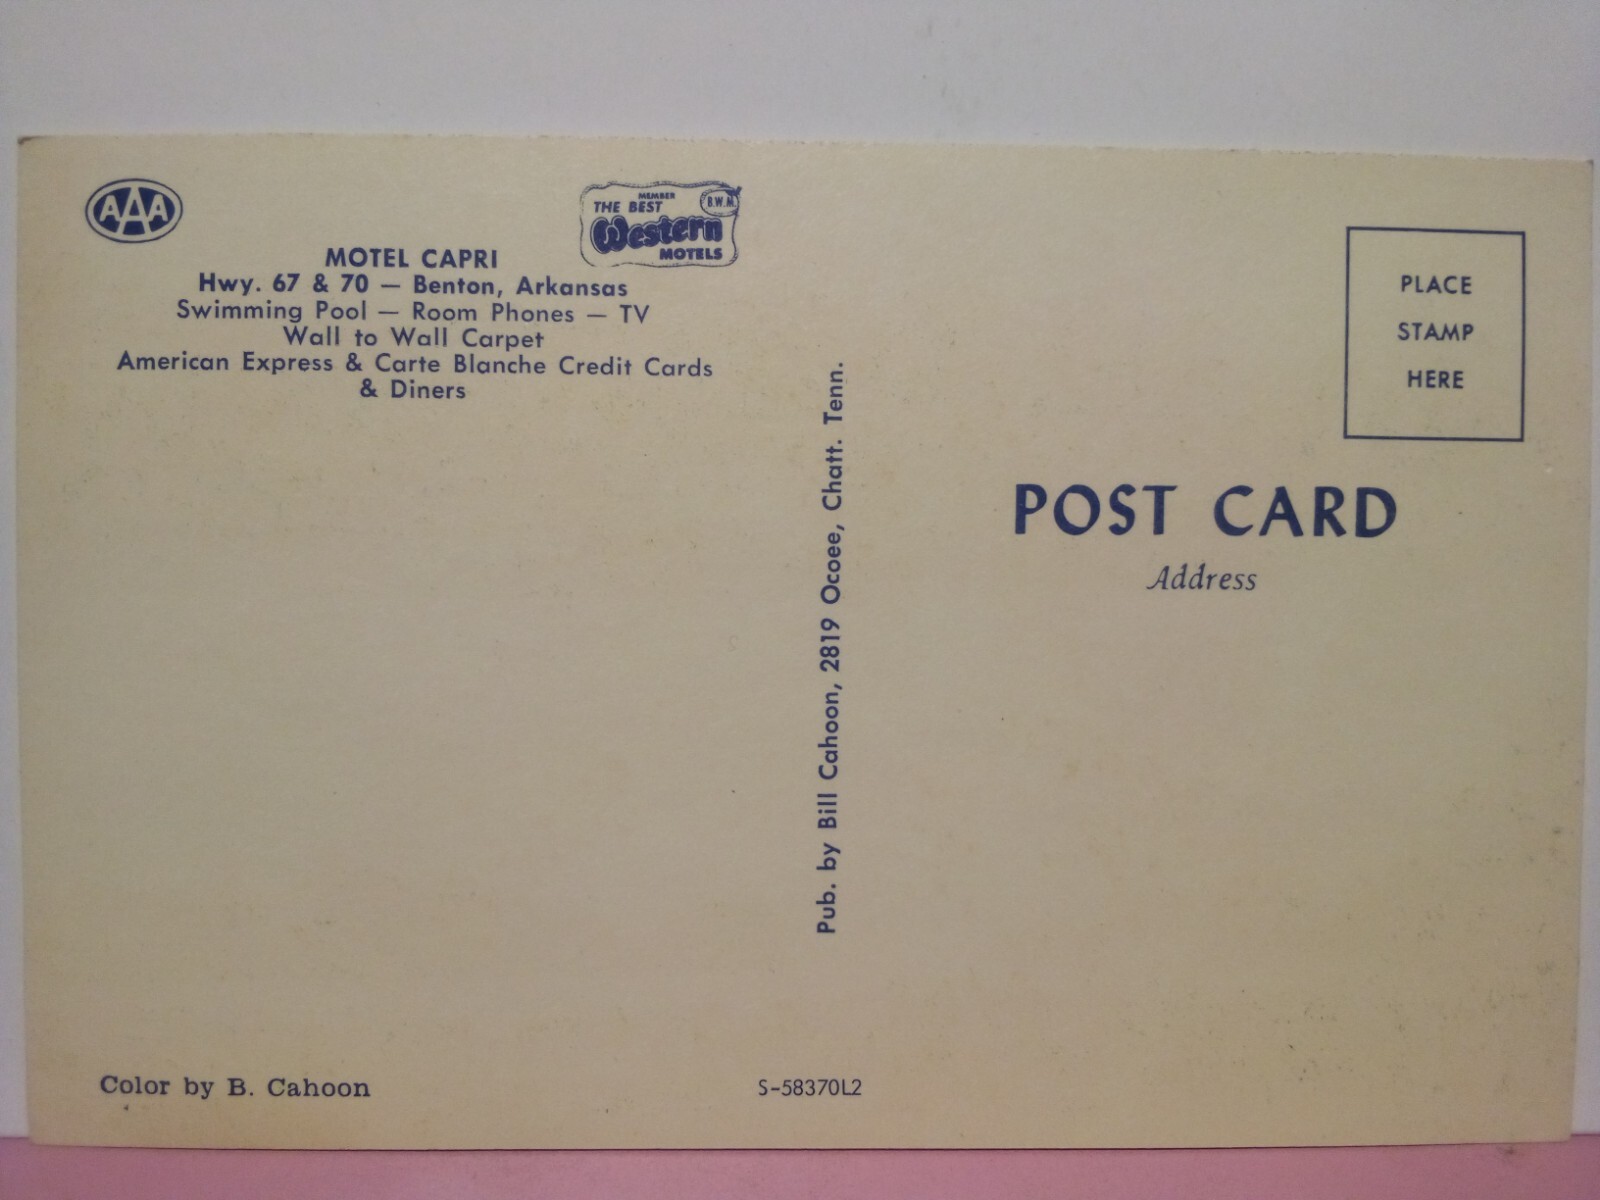 AAA
MEMBER
THE BEST
B.W.M.
Western
MOTELS
MOTEL CAPRI
Hwy. 67 & 70 — Benton, Arkansas
Swimming Pool — Room Phones — TV
Wall to Wall Carpet
American Express & Carte Blanche Credit Cards
& Diners
Pub. by Bill Cahoon, 2819 Ocoee, Chatt. Tenn.
PLACE
STAMP
HERE
POST CARD
Address
Color by B. Cahoon
S-58370L2